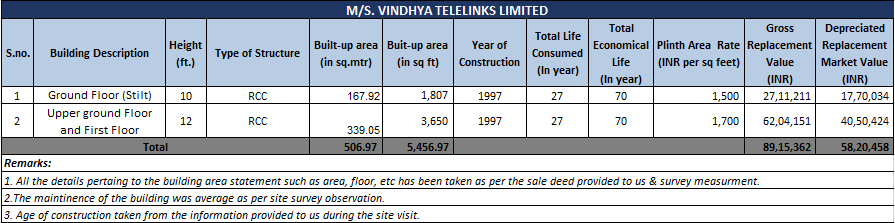 M/S. VINDHYA TELELINKS LIMITED
S.no. Building Description Height (ft.) Type of Structure Built-up area (in sq.mtr) Buit-up area (in sq ft) Year of Construction Total Life Consumed (In year) Total Economical Life (In year) Plinth Area Rate (INR per sq feet) Gross Replacement Value (INR) Depreciated Replacement Market Value (INR)
1 Ground Floor (Stilt) 10 RCC 167.92 1,807 1997 27 70 1,500 27,11,211 17,70,034
2 Upper ground Floor and First Floor 12 RCC 339.05 3,650 1997 27 70 1,700 62,04,151 40,50,424
Total 506.97 5,456.97 89,15,362 58,20,458
Remarks:
1. All the details pertaing to the building area statement such as area, floor, etc has been taken as per the sale deed provided to us & survey measurment.
2.The maintinence of the building was average as per site survey observation.
3. Age of construction taken from the information provided to us during the site visit.